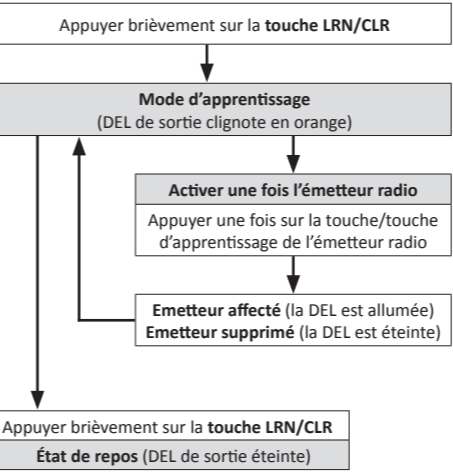 Appuyer brièvement sur la touche LRN/CLR
Mode d'apprentissage
(DEL de sortie clignote en orange)
Activer une fois l'émetteur radio
Appuyer une fois sur la touche/touche
d'apprentissage de l'émetteur radio
Emetteur affecté (la DEL est allumée)
Emetteur supprimé (la DEL est éteinte)
Appuyer brièvement sur la touche LRN/CLR
État de repos (DEL de sortie éteinte)